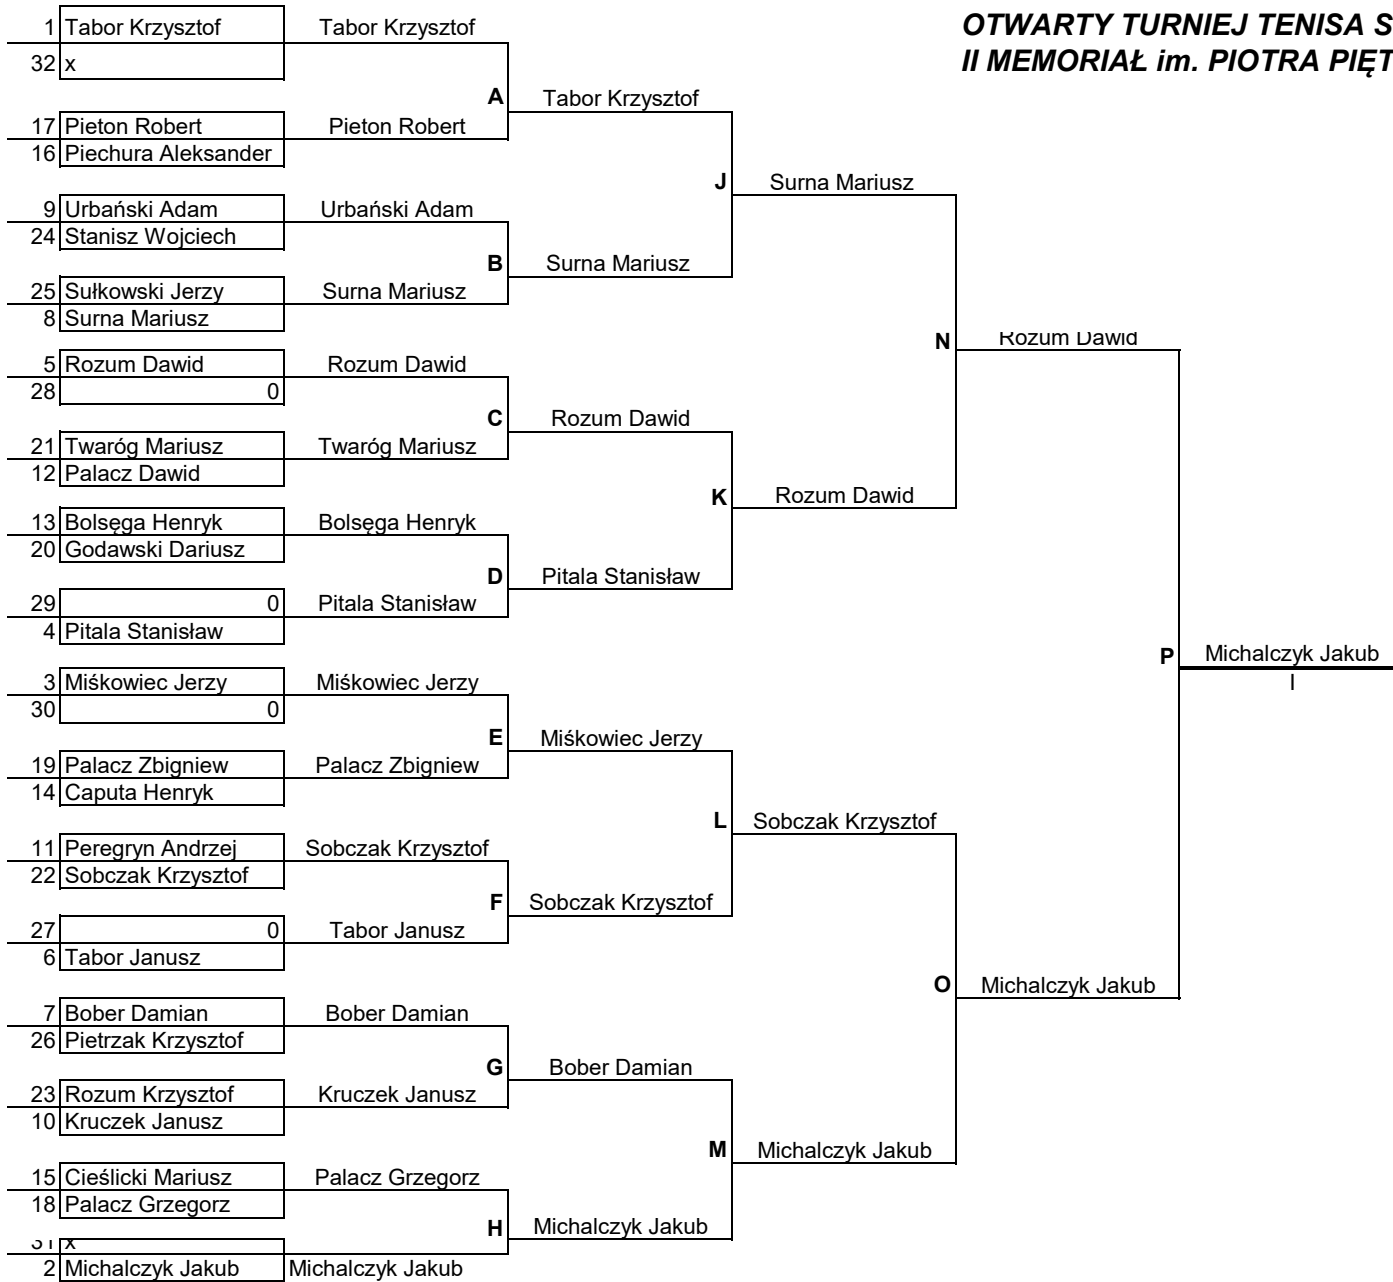 OTWARTY TURNIEJ TENISA S
II MEMORIAŁ im. PIOTRA PIĘT
1 Tabor Krzysztof Tabor Krzysztof
32 x
A Tabor Krzysztof
17 Pieton Robert Pieton Robert
16 Piechura Aleksander
J Surna Mariusz
9 Urbański Adam Urbański Adam
24 Stanisz Wojciech
B Surna Mariusz
25 Sułkowski Jerzy Surna Mariusz
8 Surna Mariusz
N Rozum Dawid
5 Rozum Dawid Rozum Dawid
28 0
C Rozum Dawid
21 Twaróg Mariusz Twaróg Mariusz
12 Palacz Dawid
K Rozum Dawid
13 Bolsęga Henryk Bolsęga Henryk
20 Godawski Dariusz
D Pitala Stanisław
29 0 Pitala Stanisław
4 Pitala Stanisław
P Michalczyk Jakub
I
3 Miśkowiec Jerzy Miśkowiec Jerzy
30 0
E Miśkowiec Jerzy
19 Palacz Zbigniew Palacz Zbigniew
14 Caputa Henryk
L Sobczak Krzysztof
11 Peregryn Andrzej Sobczak Krzysztof
22 Sobczak Krzysztof
F Sobczak Krzysztof
27 0 Tabor Janusz
6 Tabor Janusz
O Michalczyk Jakub
7 Bober Damian Bober Damian
26 Pietrzak Krzysztof
G Bober Damian
23 Rozum Krzysztof Kruczek Janusz
10 Kruczek Janusz
M Michalczyk Jakub
15 Cieślicki Mariusz Palacz Grzegorz
18 Palacz Grzegorz
H Michalczyk Jakub
31 x
2 Michalczyk Jakub Michalczyk Jakub